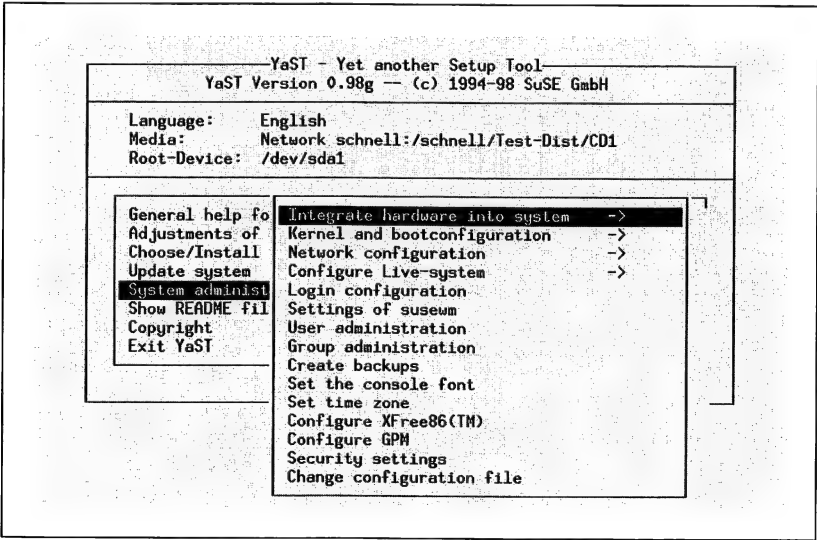 YaST - Yet another Setup Tool
YaST Version 0.98g -- (c) 1994-98 SuSE GmbH
Language: English
Media: Network schnell:/schnell/Test-Dist/CD1
Root-Device: /dev/sda1
General help fo
Adjustments of
Choose/Install
Update system
System administ
Show README fil
Copyright
Exit YaST
Integrate hardware into system ->
Kernel and bootconfiguration ->
Network configuration ->
Configure Live-system ->
Login configuration
Settings of susewm
User administration
Group administration
Create backups
Set the console font
Set time zone
Configure XFree86(TM)
Configure GPM
Security settings
Change configuration file